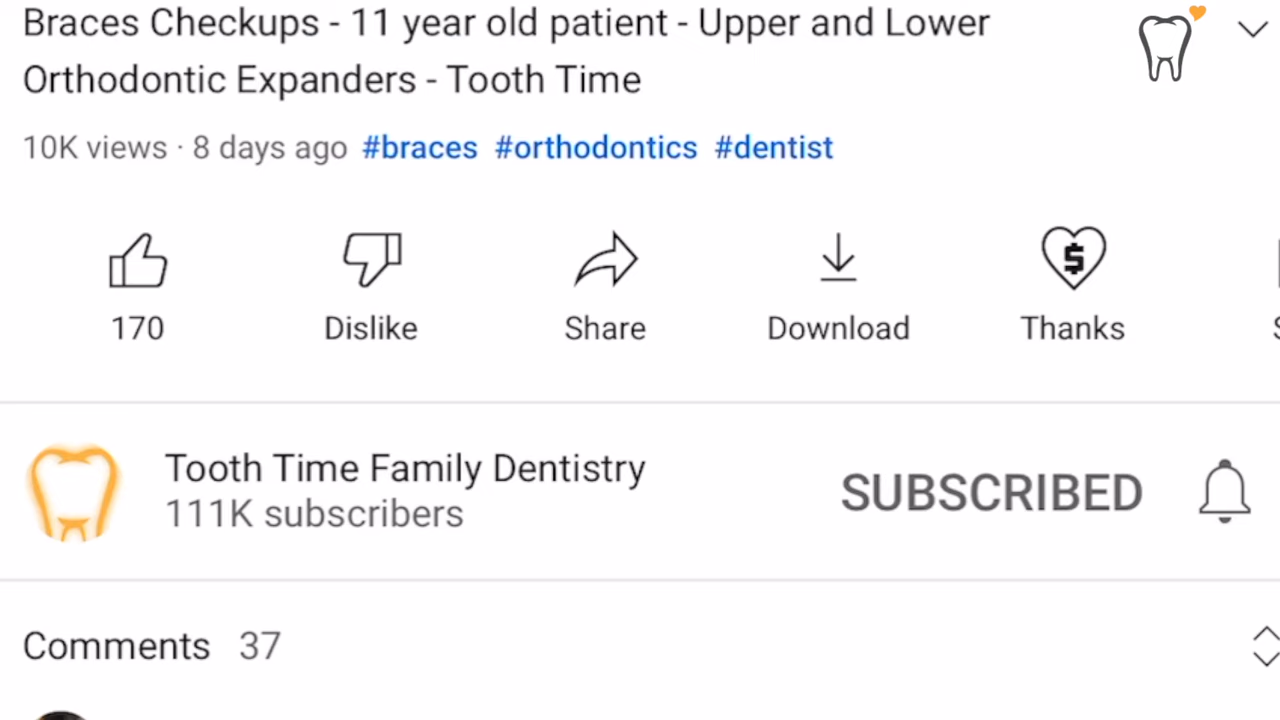 Braces Checkups - 11 year old patient - Upper and Lower
Orthodontic Expanders - Tooth Time
10K views · 8 days ago #braces #orthodontics #dentist
170 Dislike Share Download Thanks
Tooth Time Family Dentistry
111K subscribers
SUBSCRIBED
Comments 37